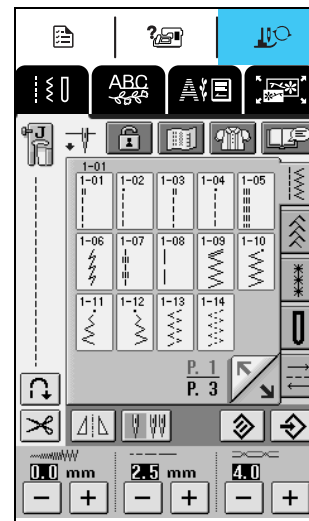 ?
ABC
A
J
1-01
1-01 1-02 1-03 1-04 1-05
1-06 1-07 1-08 1-09 1-10
1-11 1-12 1-13 1-14
P. 1
P. 3
0.0 mm 2.5 mm 4.0
− + − + − +